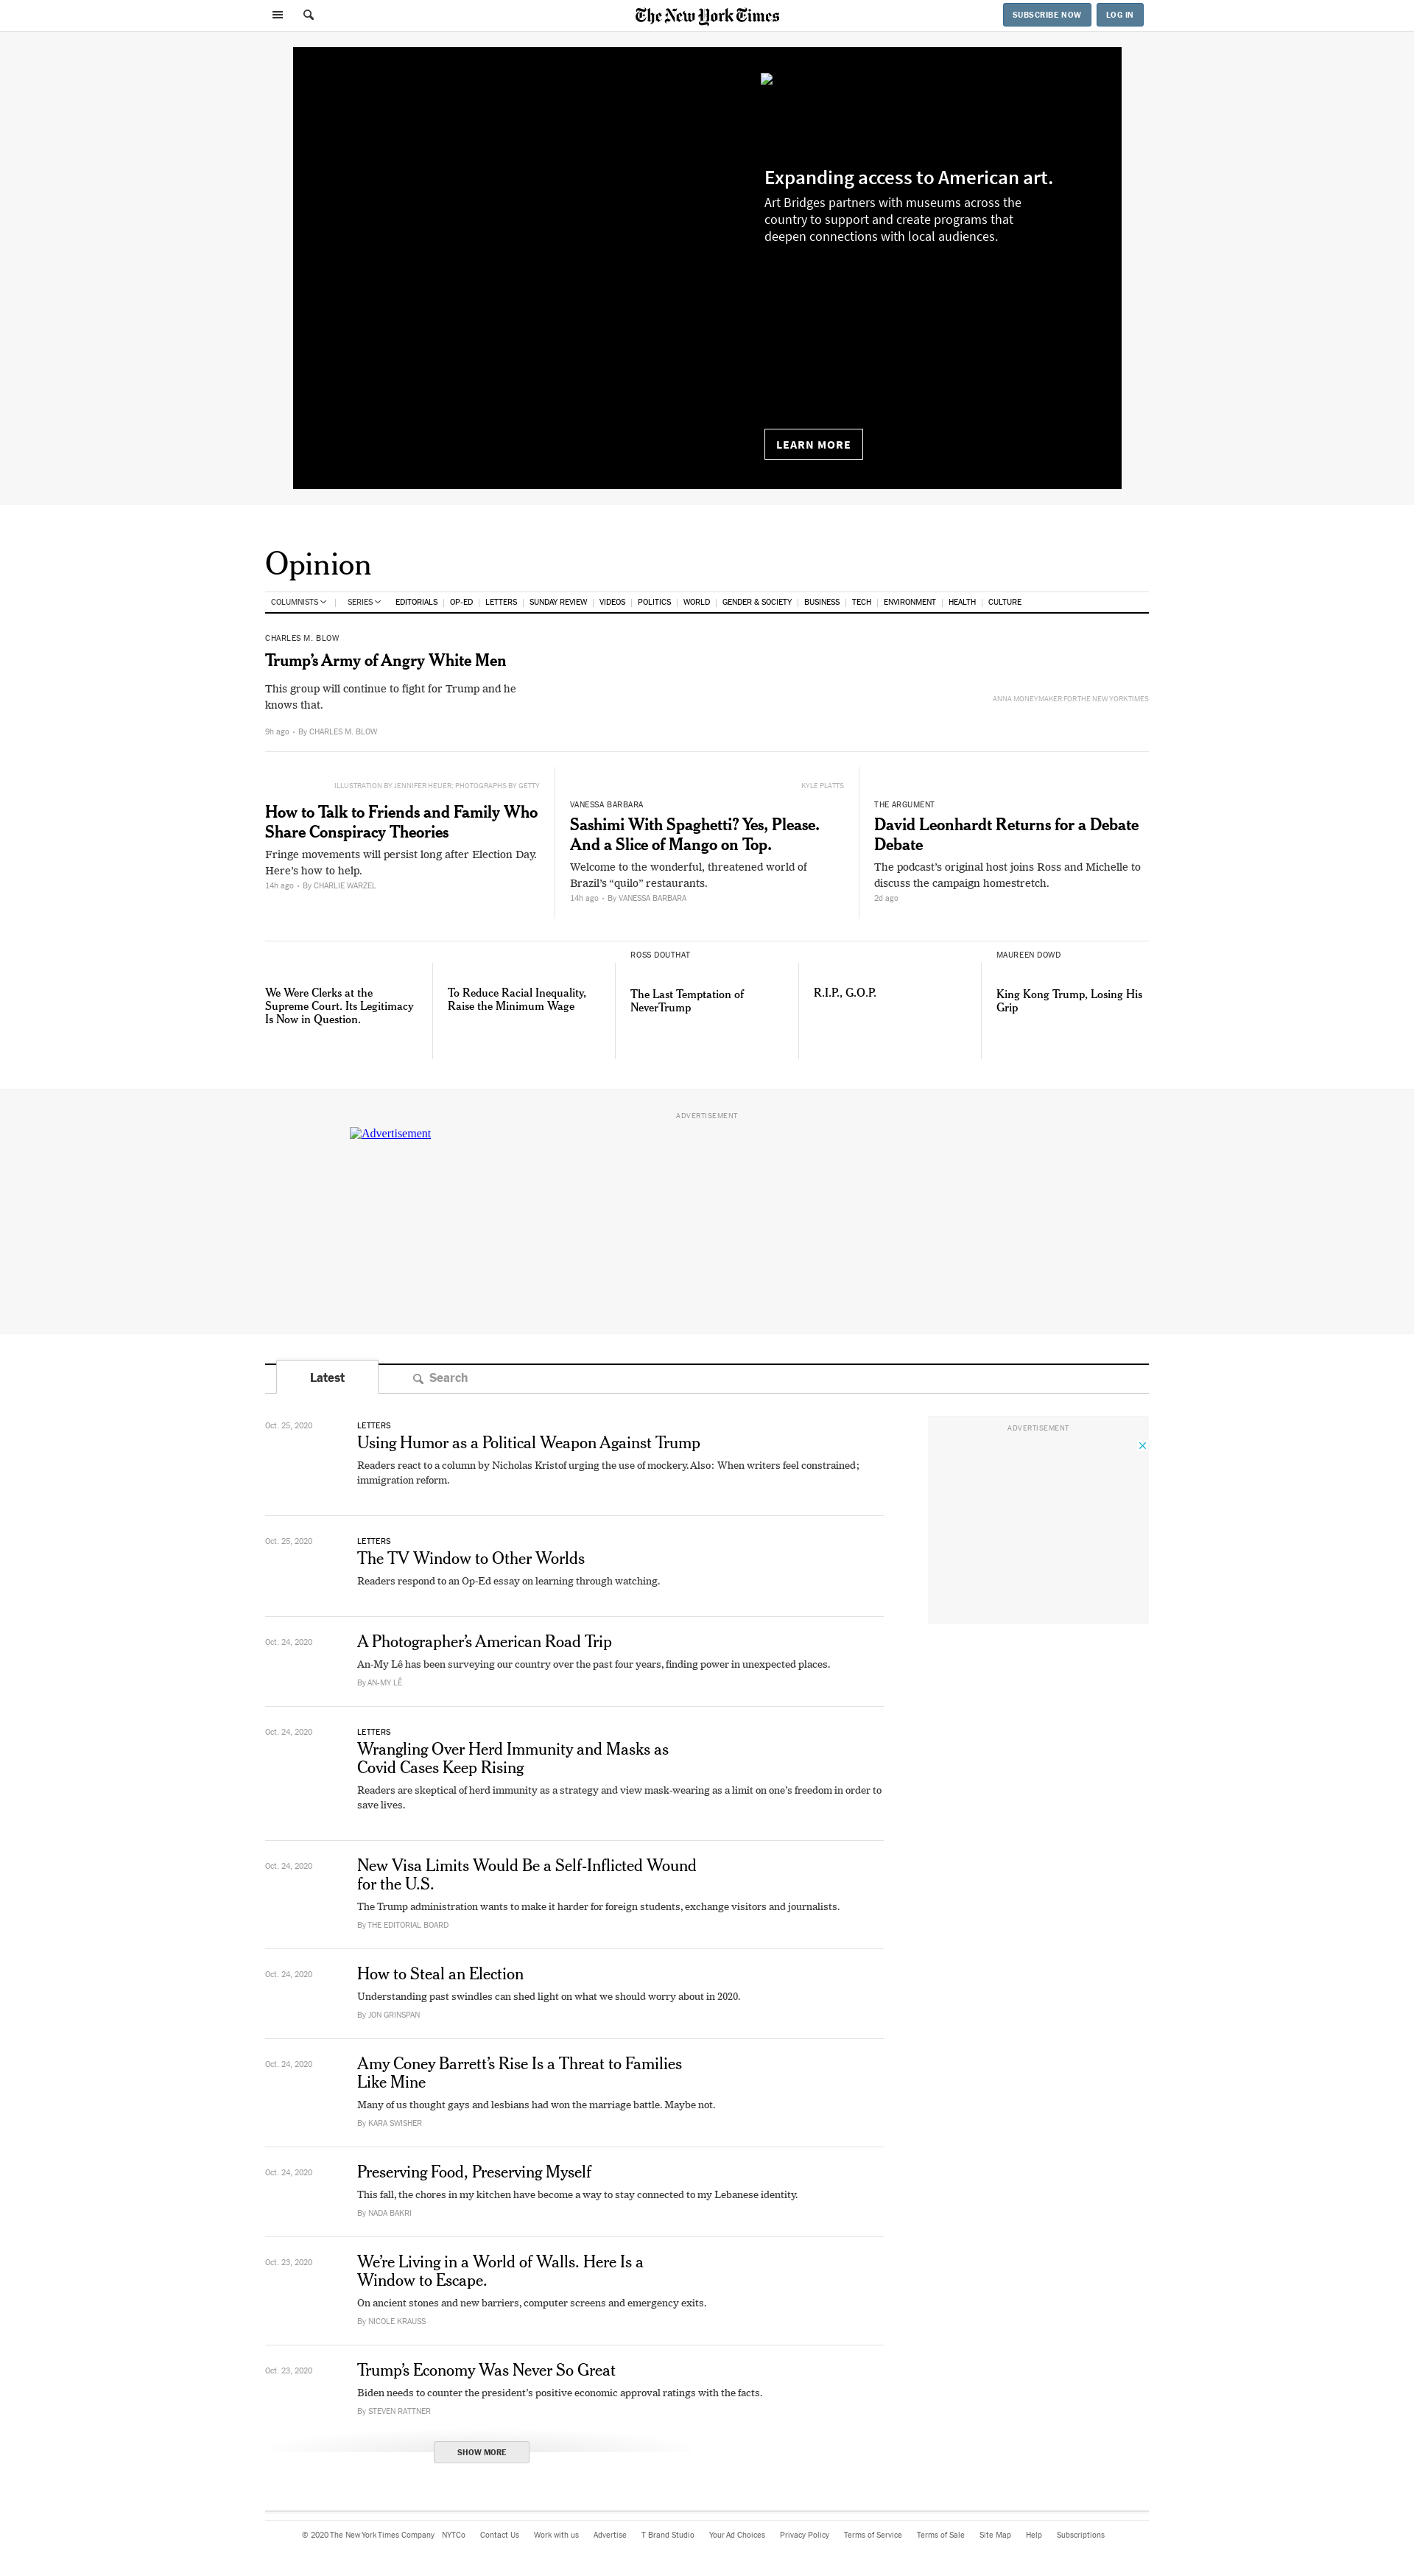 The New York Times
SUBSCRIBE NOW
LOG IN
Expanding access to American art.
Art Bridges partners with museums across the
country to support and create programs that
deepen connections with local audiences.
LEARN MORE
Opinion
COLUMNISTS SERIES EDITORIALS OP-ED LETTERS SUNDAY REVIEW VIDEOS POLITICS WORLD GENDER & SOCIETY BUSINESS TECH ENVIRONMENT HEALTH CULTURE
CHARLES M. BLOW
Trump’s Army of Angry White Men
This group will continue to fight for Trump and he
knows that.
9h ago • By CHARLES M. BLOW
ANNA MONEYMAKER FOR THE NEW YORK TIMES
ILLUSTRATION BY JENNIFER HEUER; PHOTOGRAPHS BY GETTY
How to Talk to Friends and Family Who
Share Conspiracy Theories
Fringe movements will persist long after Election Day.
Here’s how to help.
14h ago • By CHARLIE WARZEL
KYLE PLATTS
VANESSA BARBARA
Sashimi With Spaghetti? Yes, Please.
And a Slice of Mango on Top.
Welcome to the wonderful, threatened world of
Brazil’s “quilo” restaurants.
14h ago • By VANESSA BARBARA
THE ARGUMENT
David Leonhardt Returns for a Debate
Debate
The podcast’s original host joins Ross and Michelle to
discuss the campaign homestretch.
2d ago
We Were Clerks at the
Supreme Court. Its Legitimacy
Is Now in Question.
To Reduce Racial Inequality,
Raise the Minimum Wage
ROSS DOUTHAT
The Last Temptation of
NeverTrump
R.I.P., G.O.P.
MAUREEN DOWD
King Kong Trump, Losing His
Grip
ADVERTISEMENT
Advertisement
Latest
Search
ADVERTISEMENT
Oct. 25, 2020
LETTERS
Using Humor as a Political Weapon Against Trump
Readers react to a column by Nicholas Kristof urging the use of mockery. Also: When writers feel constrained;
immigration reform.
Oct. 25, 2020
LETTERS
The TV Window to Other Worlds
Readers respond to an Op-Ed essay on learning through watching.
Oct. 24, 2020
A Photographer’s American Road Trip
An-My Lê has been surveying our country over the past four years, finding power in unexpected places.
By AN-MY LÊ
Oct. 24, 2020
LETTERS
Wrangling Over Herd Immunity and Masks as
Covid Cases Keep Rising
Readers are skeptical of herd immunity as a strategy and view mask-wearing as a limit on one’s freedom in order to
save lives.
Oct. 24, 2020
New Visa Limits Would Be a Self-Inflicted Wound
for the U.S.
The Trump administration wants to make it harder for foreign students, exchange visitors and journalists.
By THE EDITORIAL BOARD
Oct. 24, 2020
How to Steal an Election
Understanding past swindles can shed light on what we should worry about in 2020.
By JON GRINSPAN
Oct. 24, 2020
Amy Coney Barrett’s Rise Is a Threat to Families
Like Mine
Many of us thought gays and lesbians had won the marriage battle. Maybe not.
By KARA SWISHER
Oct. 24, 2020
Preserving Food, Preserving Myself
This fall, the chores in my kitchen have become a way to stay connected to my Lebanese identity.
By NADA BAKRI
Oct. 23, 2020
We’re Living in a World of Walls. Here Is a
Window to Escape.
On ancient stones and new barriers, computer screens and emergency exits.
By NICOLE KRAUSS
Oct. 23, 2020
Trump’s Economy Was Never So Great
Biden needs to counter the president’s positive economic approval ratings with the facts.
By STEVEN RATTNER
SHOW MORE
© 2020 The New York Times Company NYTCo Contact Us Work with us Advertise T Brand Studio Your Ad Choices Privacy Policy Terms of Service Terms of Sale Site Map Help Subscriptions